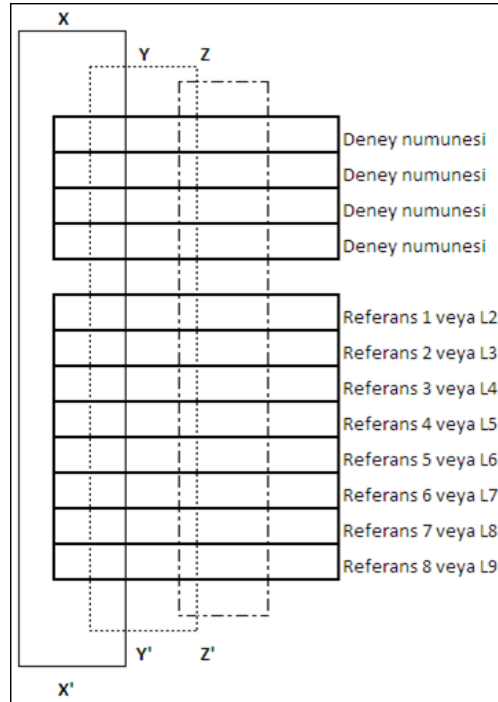 X
Y Z
Deney numunesi
Deney numunesi
Deney numunesi
Deney numunesi
Referans 1 veya L2
Referans 2 veya L3
Referans 3 veya L4
Referans 4 veya L5
Referans 5 veya L6
Referans 6 veya L7
Referans 7 veya L8
Referans 8 veya L9
Y' Z'
X'